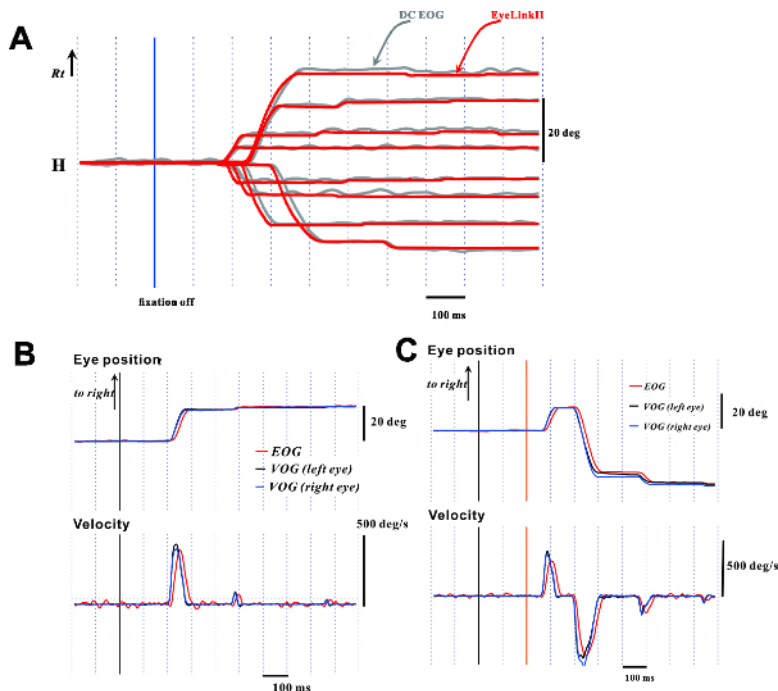 A
DC EOG
EyeLinkII
Rt
H
20 deg
fixation off
100 ms
B
Eye position
to right
20 deg
EOG
VOG (left eye)
VOG (right eye)
Velocity
500 deg/s
100 ms
C
Eye position
to right
20 deg
EOG
VOG (left eye)
VOG (right eye)
Velocity
500 deg/s
100 ms